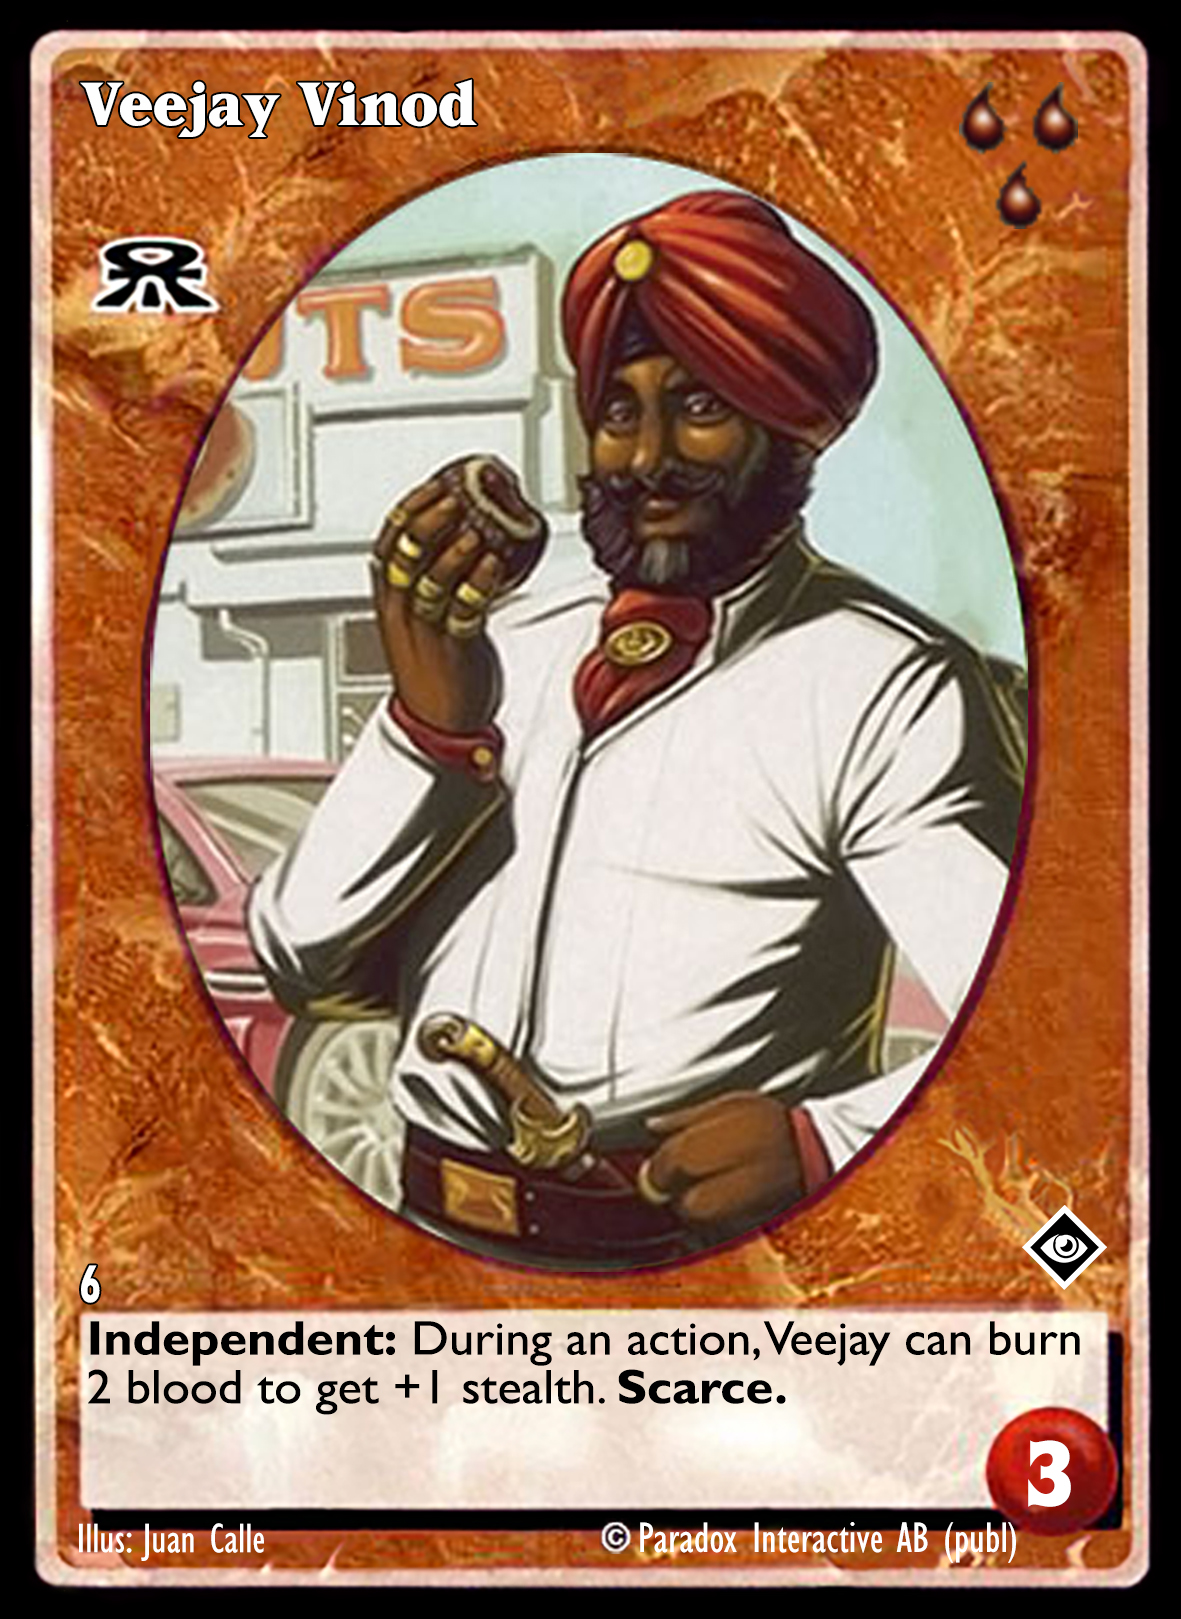 Veejay Vinod
TS
6
Independent: During an action, Veejay can burn
2 blood to get +1 stealth. Scarce.
3
Illus: Juan Calle
© Paradox Interactive AB (publ)